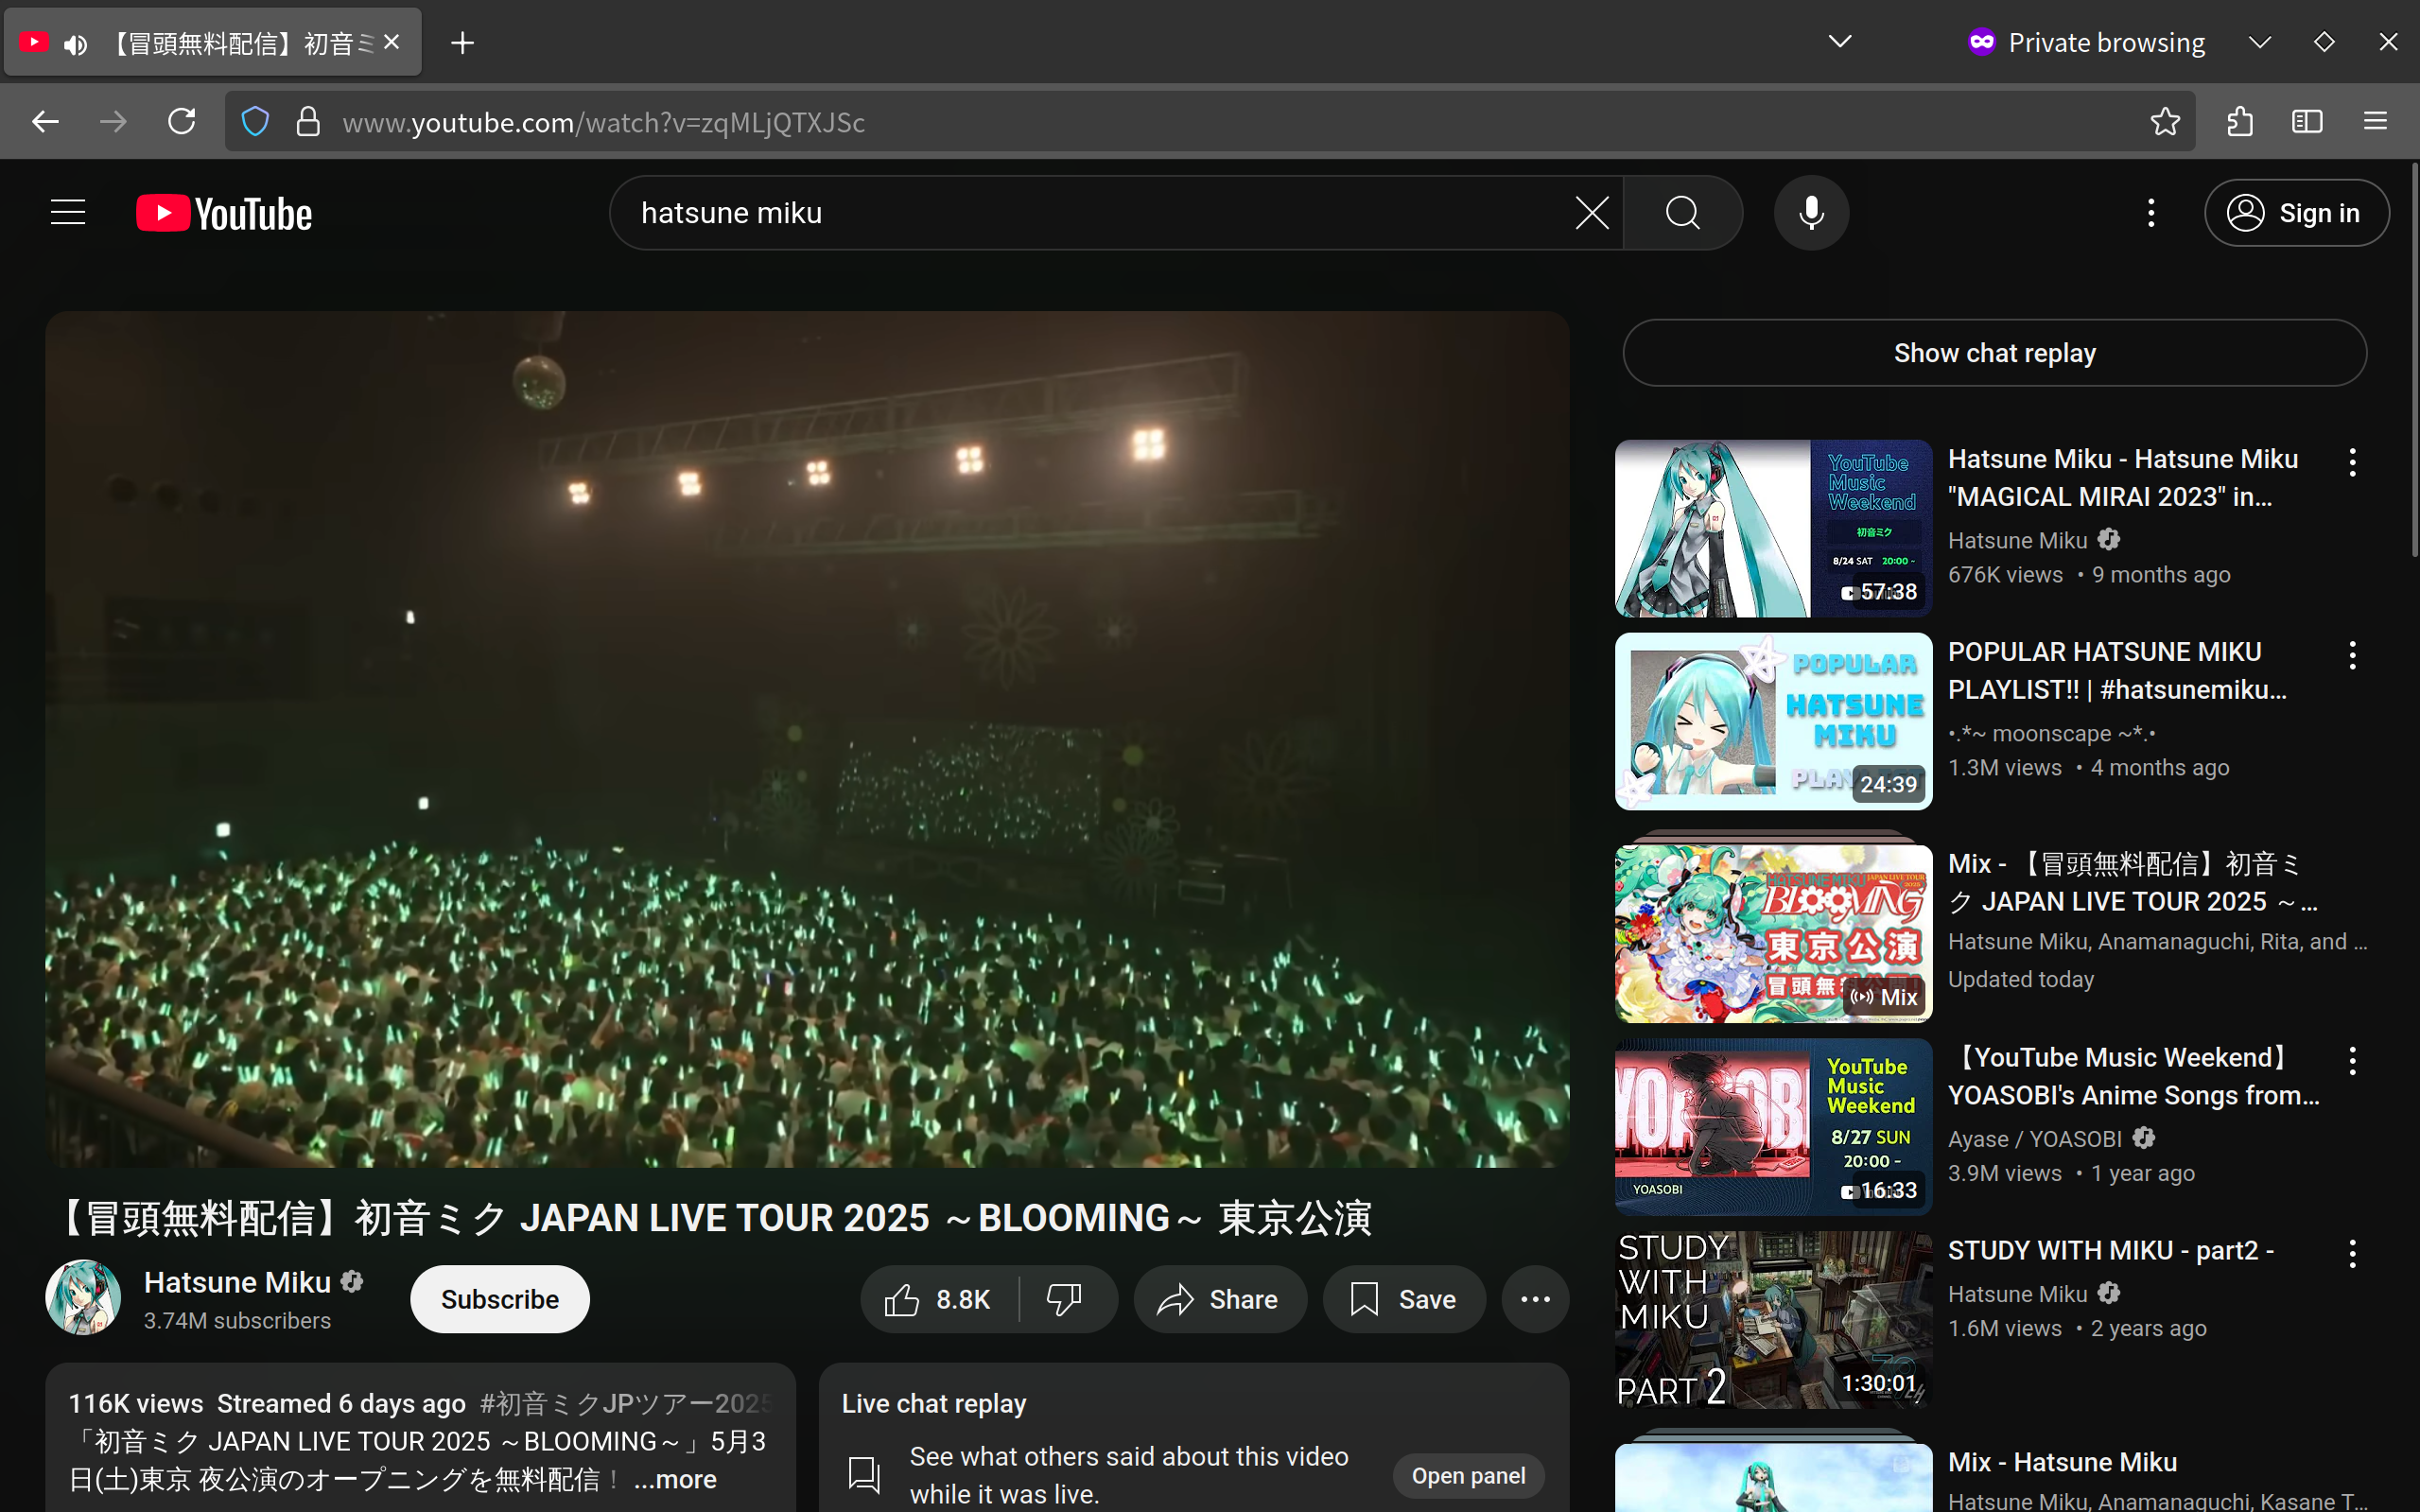 【冒頭無料配信】初音ミ
Private browsing
www.youtube.com/watch?v=zqMLjQTXJSc
YouTube
hatsune miku
Sign in
Show chat replay
YouTube
Music
Weekend
初音ミク
8/24 SAT 20:00 -
57:38
Hatsune Miku - Hatsune Miku
"MAGICAL MIRAI 2023" in...
Hatsune Miku
676K views • 9 months ago
POPULAR
HATSUNE
MIKU
24:39
POPULAR HATSUNE MIKU
PLAYLIST!! | #hatsunemiku...
•.*~ moonscape ~*.•
1.3M views • 4 months ago
HATSUNE MIKU JAPAN LIVE TOUR 2025
BLOOMING
東京公演
冒頭無
Mix
Mix - 【冒頭無料配信】初音ミ
ク JAPAN LIVE TOUR 2025 ～...
Hatsune Miku, Anamanaguchi, Rita, and ...
Updated today
YOASOBI
YouTube
Music
Weekend
8/27 SUN
20:00 -
YOASOBI
16:33
【YouTube Music Weekend】
YOASOBI's Anime Songs from...
Ayase / YOASOBI
3.9M views • 1 year ago
STUDY
WITH
MIKU
PART 2
1:30:01
STUDY WITH MIKU - part2 -
Hatsune Miku
1.6M views • 2 years ago
Mix - Hatsune Miku
Hatsune Miku, Anamanaguchi, Kasane T...
【冒頭無料配信】初音ミク JAPAN LIVE TOUR 2025 ～BLOOMING～ 東京公演
Hatsune Miku
3.74M subscribers
Subscribe
8.8K
Share
Save
116K views Streamed 6 days ago #初音ミクJPツアー2025
「初音ミク JAPAN LIVE TOUR 2025 ～BLOOMING～」5月3
日(土)東京 夜公演のオープニングを無料配信！ ...more
Live chat replay
See what others said about this video
while it was live.
Open panel